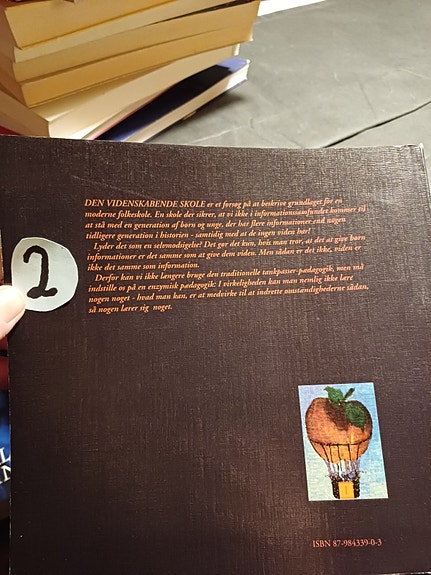 2
DEN VIDENSKABENDE SKOLE er et forsøg på at beskrive grundlaget for en
moderne folkeskole. En skole der sikrer, at vi ikke i informationssamfundet kommer til
at stå med en generation af børn og unge, der har flere informationer end nogen
tidligere generation i historien - samtidig med at de ingen viden har!
Lyder det som en selvmodsigelse? Det gør det kun, hvis man tror, at det at give børn
informationer er det samme som at give dem viden. Men sådan er det ikke, viden er
ikke det samme som information.
Derfor kan vi ikke længere bruge den traditionelle tankpasser-pædagogik, men må
indstille os på en enzymisk pædagogik: I virkeligheden kan man nemlig ikke lære
nogen noget - hvad man kan, er at medvirke til at indrette omstændighederne sådan,
så nogen lærer sig noget.
ISBN 87-984339-0-3